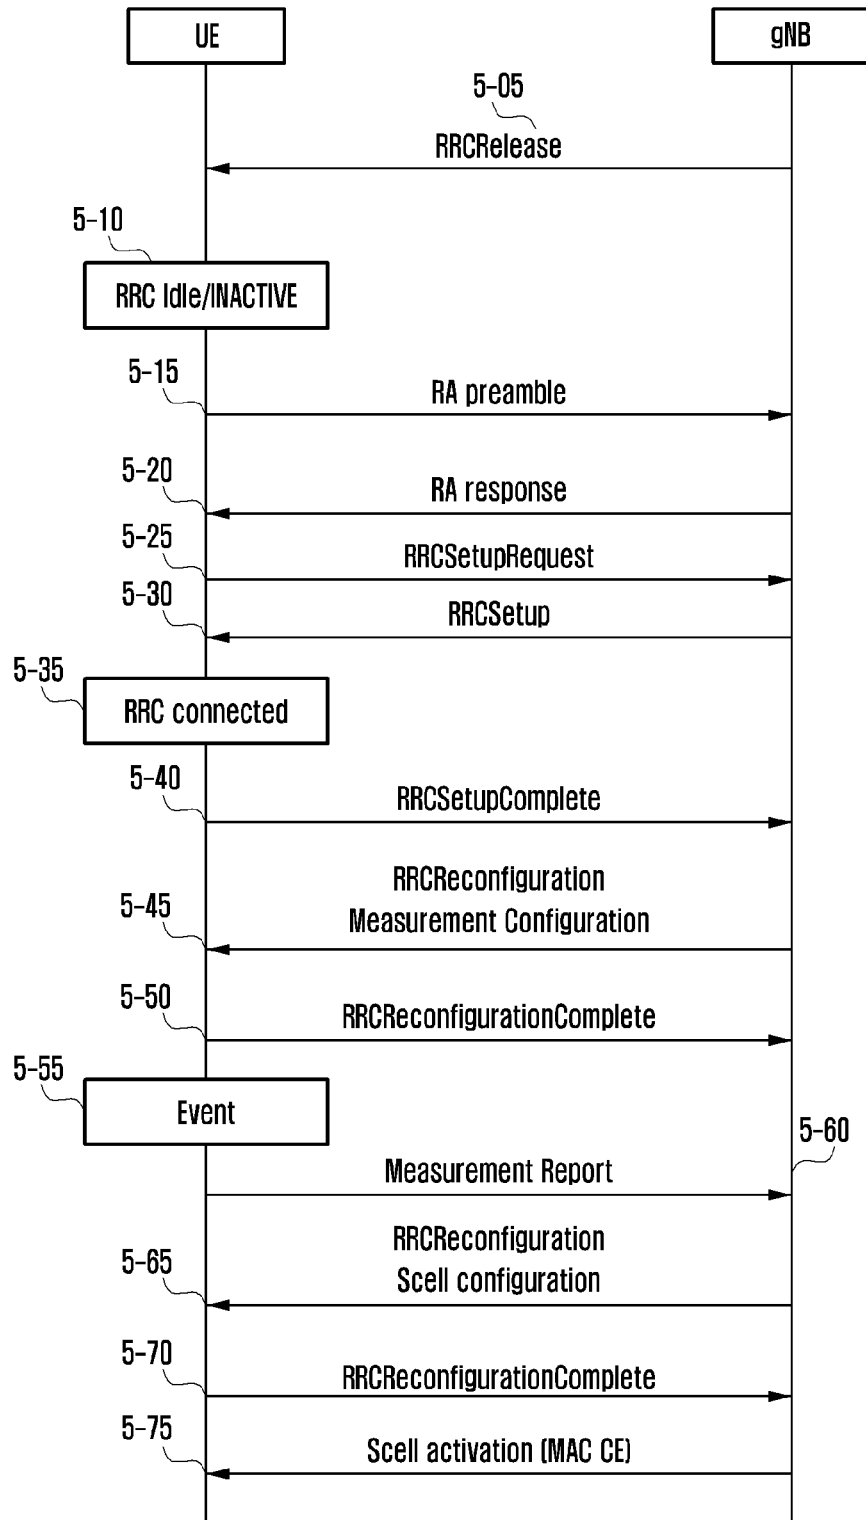 UE
gNB
5-05
RRCRelease
5-10
RRC Idle/INACTIVE
5-15
RA preamble
5-20
RA response
5-25
RRCSetupRequest
5-30
RRCSetup
5-35
RRC connected
5-40
RRCSetupComplete
RRCReconfiguration
5-45
Measurement Configuration
5-50
RRCReconfigurationComplete
5-55
Event
5-60
Measurement Report
RRCReconfiguration
5-65
Scell configuration
5-70
RRCReconfigurationComplete
5-75
Scell activation (MAC CE)